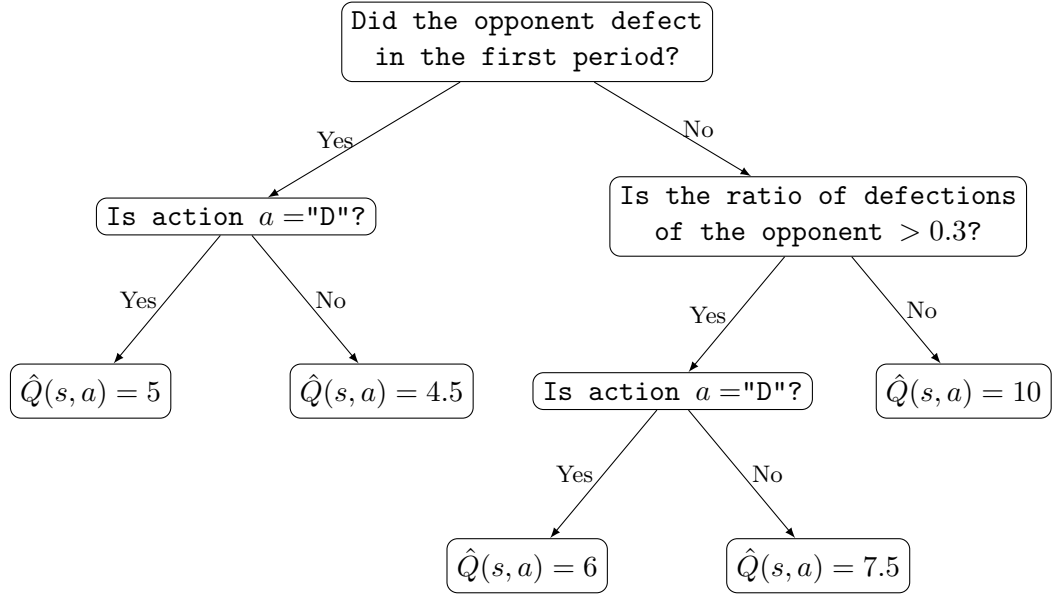 Did the opponent defect
in the first period?
Yes
No
Is action a ="D"?
Is the ratio of defections
of the opponent > 0.3?
Yes
No
Yes
No
Q̂(s, a) = 5
Q̂(s, a) = 4.5
Is action a ="D"?
Q̂(s, a) = 10
Yes
No
Q̂(s, a) = 6
Q̂(s, a) = 7.5